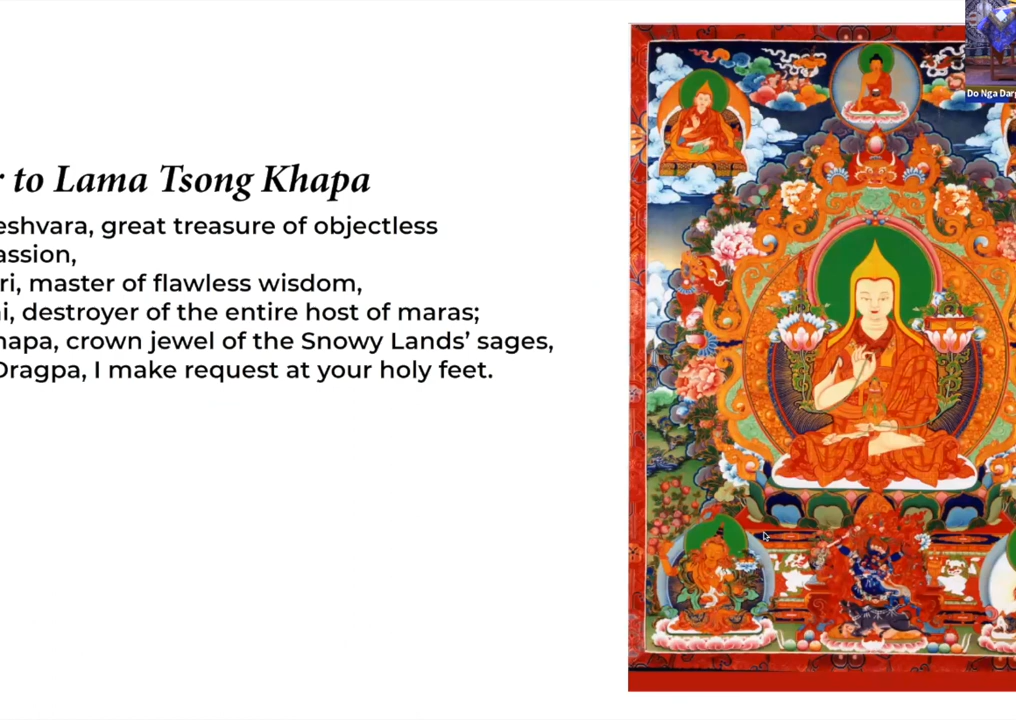 r to Lama Tsong Khapa
eshvara, great treasure of objectless
assion,
ri, master of flawless wisdom,
i, destroyer of the entire host of maras;
hapa, crown jewel of the Snowy Lands’ sages,
Dragpa, I make request at your holy feet.
Do Nga Darg